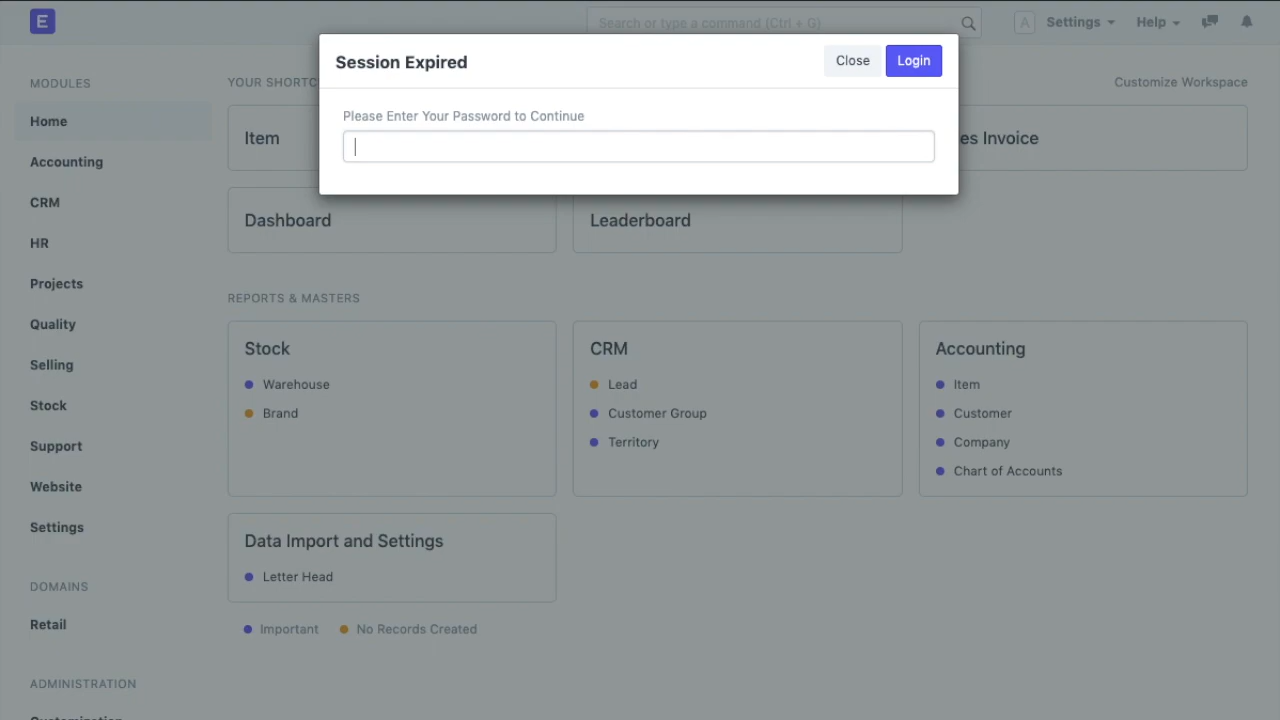 E
Search or type a command (Ctrl + G)
A
Settings
Help
Session Expired
Close
Login
Please Enter Your Password to Continue
MODULES
Home
Accounting
CRM
HR
Projects
Quality
Selling
Stock
Support
Website
Settings
DOMAINS
Retail
ADMINISTRATION
Customization
YOUR SHORTC
Customize Workspace
Item
es Invoice
Dashboard
Leaderboard
REPORTS & MASTERS
Stock
Warehouse
Brand
CRM
Lead
Customer Group
Territory
Accounting
Item
Customer
Company
Chart of Accounts
Data Import and Settings
Letter Head
Important
No Records Created